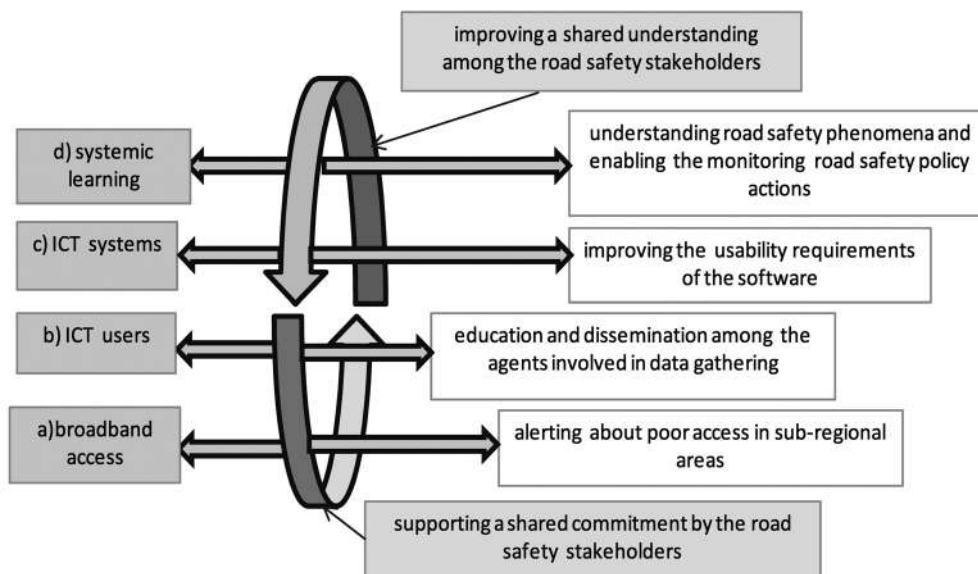 improving a shared understanding
among the road safety stakeholders
d) systemic
learning
understanding road safety phenomena and
enabling the monitoring road safety policy
actions
c) ICT systems
improving the usability requirements
of the software
b) ICT users
education and dissemination among the
agents involved in data gathering
a)broadband
access
alerting about poor access in sub-regional
areas
supporting a shared commitment by the road
safety stakeholders